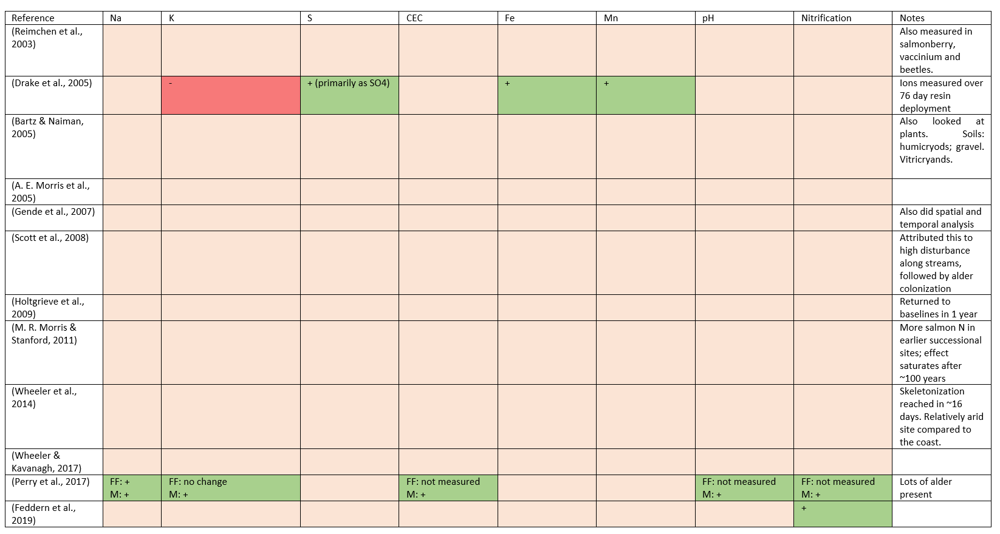 Reference Na K S CEC Fe Mn pH Nitrification Notes
(Reimchen et al.,
2003)
Also measured in
salmonberry,
vaccinium and
beetles.
(Drake et al., 2005)
-
+ (primarily as SO4)
+
+
Ions measured over
76 day resin
deployment
(Bartz & Naiman,
2005)
Also looked at
plants. Soils:
humicryods; gravel.
Vitricryands.
(A. E. Morris et al.,
2005)
(Gende et al., 2007)
Also did spatial and
temporal analysis
(Scott et al., 2008)
Attributed this to
high disturbance
along streams,
followed by alder
colonization
(Holtgrieve et al.,
2009)
Returned to
baselines in 1 year
(M. R. Morris &
Stanford, 2011)
More salmon N in
earlier successional
sites; effect
saturates after
~100 years
(Wheeler et al.,
2014)
Skeletonization
reached in ~16
days. Relatively arid
site compared to
the coast.
(Wheeler &
Kavanagh, 2017)
(Perry et al., 2017)
FF: +
M: +
FF: no change
M: +
FF: not measured
M: +
FF: not measured
M: +
FF: not measured
M: +
Lots of alder
present
(Feddern et al.,
2019)
+